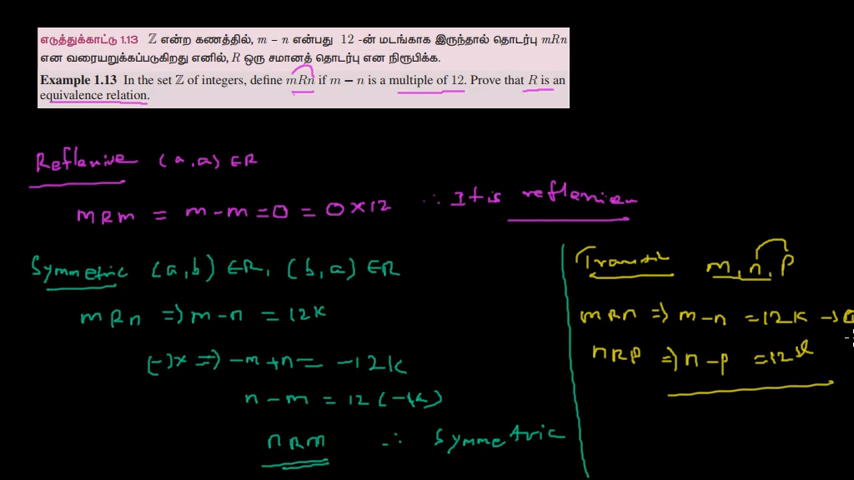 எடுத்துக்காட்டு 1.13 ℤ என்ற கணத்தில், m – n என்பது 12 -ன் மடங்காக இருந்தால் தொடர்பு mRn
என வரையறுக்கப்படுகிறது எனில், R ஒரு சமானத் தொடர்பு என நிரூபிக்க.
Example 1.13 In the set ℤ of integers, define mRn if m – n is a multiple of 12. Prove that R is an
equivalence relation.
Reflexive (a,a) ∈R
mRm = m-m = 0 = 0×12 ∴ It is reflexive
Symmetric (a,b) ∈R, (b,a) ∈R
mRn => m-n = 12k
(-)x => -m+n = -12k
n-m = 12(-k)
nRm ∴ Symmetric
m, n, p
mRn => m-n = 12k →
nRp => n-p = 12l